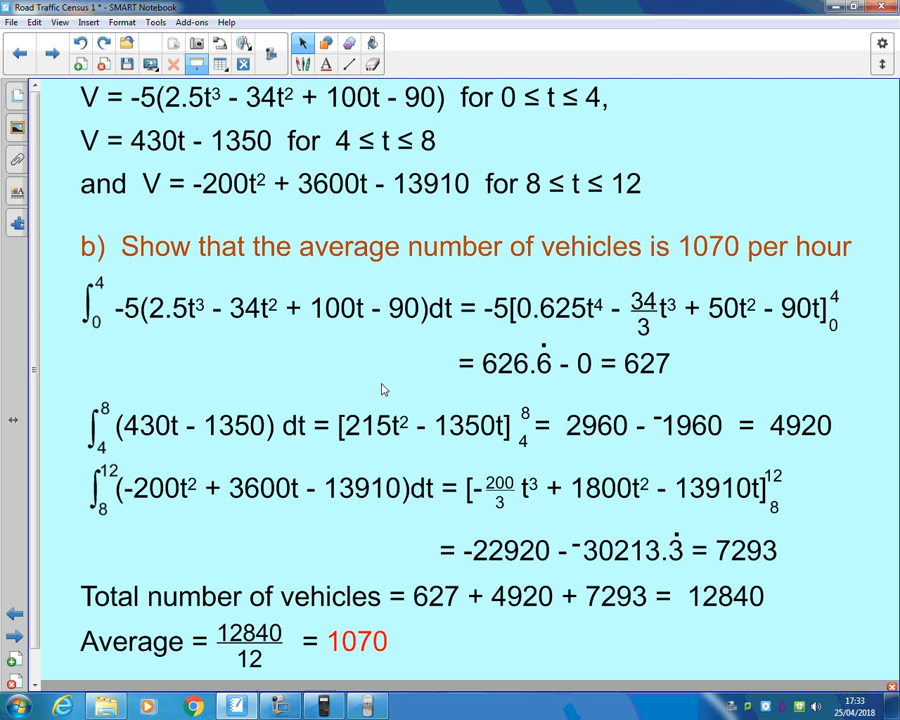 Road Traffic Census 1 * - SMART Notebook
File Edit View Insert Format Tools Add-ons Help
V = -5(2.5t³ - 34t² + 100t - 90) for 0 ≤ t ≤ 4,
V = 430t - 1350 for 4 ≤ t ≤ 8
and V = -200t² + 3600t - 13910 for 8 ≤ t ≤ 12
b) Show that the average number of vehicles is 1070 per hour
∫₀⁴ -5(2.5t³ - 34t² + 100t - 90)dt = -5[0.625t⁴ - 34/3 t³ + 50t² - 90t]₀⁴
= 626.6̇ - 0 = 627
∫₄⁸ (430t - 1350) dt = [215t² - 1350t]₄⁸ = 2960 - ⁻1960 = 4920
∫₈¹² (-200t² + 3600t - 13910)dt = [-200/3 t³ + 1800t² - 13910t]₈¹²
= -22920 - ⁻30213.3̇ = 7293
Total number of vehicles = 627 + 4920 + 7293 = 12840
Average = 12840/12 = 1070
17:33
25/04/2018